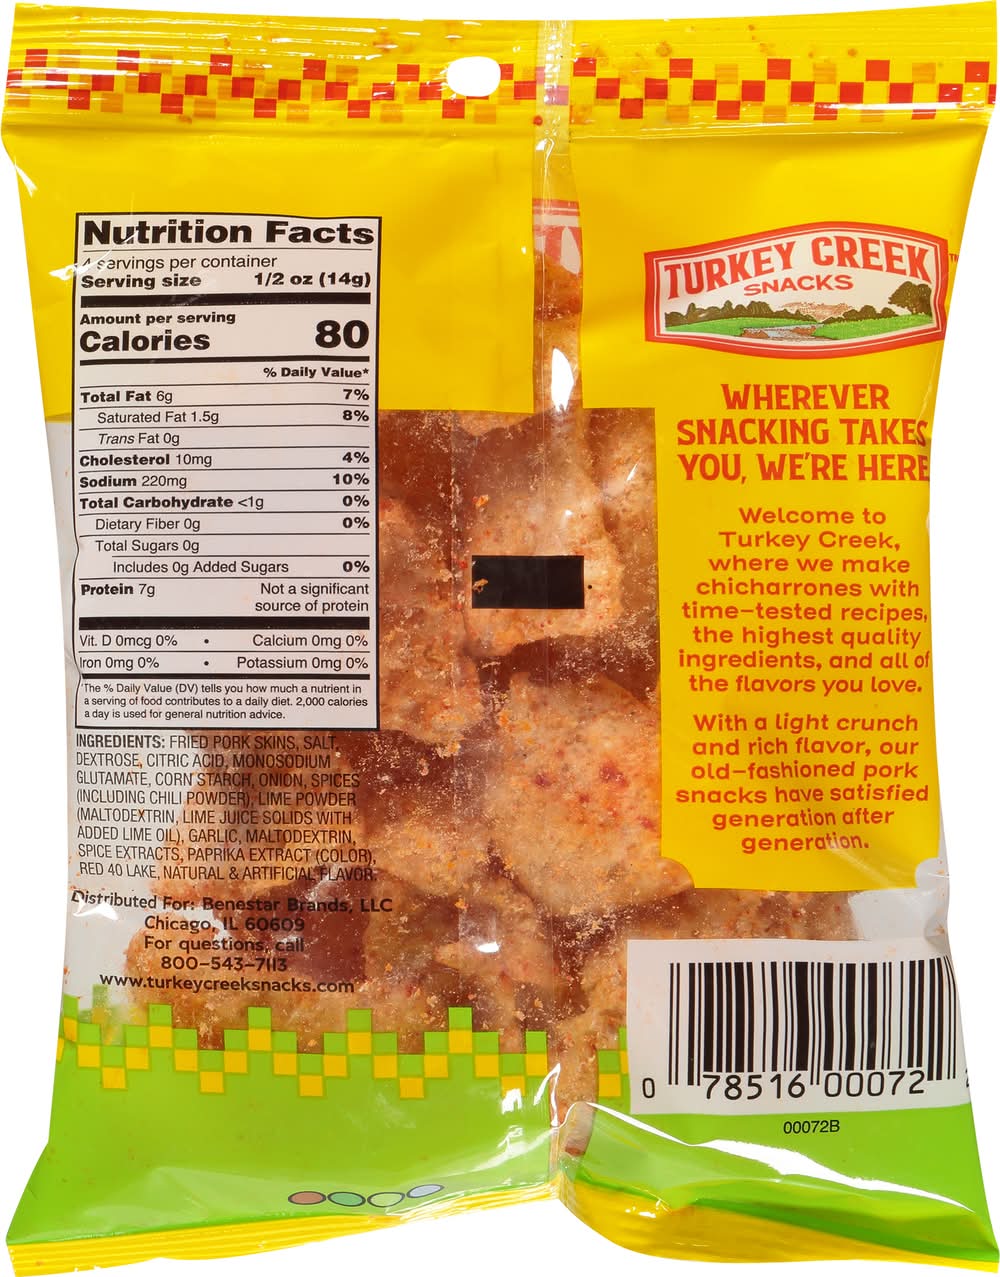 Nutrition Facts
4 servings per container
Serving size 1/2 oz (14g)
Amount per serving
Calories 80
% Daily Value*
Total Fat 6g 7%
Saturated Fat 1.5g 8%
Trans Fat 0g
Cholesterol 10mg 4%
Sodium 220mg 10%
Total Carbohydrate <1g 0%
Dietary Fiber 0g 0%
Total Sugars 0g
Includes 0g Added Sugars 0%
Protein 7g Not a significant
source of protein
Vit. D 0mcg 0% • Calcium 0mg 0%
Iron 0mg 0% • Potassium 0mg 0%
*The % Daily Value (DV) tells you how much a nutrient in
a serving of food contributes to a daily diet. 2,000 calories
a day is used for general nutrition advice.
INGREDIENTS: FRIED PORK SKINS, SALT,
DEXTROSE, CITRIC ACID, MONOSODIUM
GLUTAMATE, CORN STARCH, ONION, SPICES
(INCLUDING CHILI POWDER), LIME POWDER
(MALTODEXTRIN, LIME JUICE SOLIDS WITH
ADDED LIME OIL), GARLIC, MALTODEXTRIN,
SPICE EXTRACTS, PAPRIKA EXTRACT (COLOR),
RED 40 LAKE, NATURAL & ARTIFICIAL FLAVOR.
Distributed For: Benestar Brands, LLC
Chicago, IL 60609
For questions, call
800-543-7113
www.turkeycreeksnacks.com
TURKEY CREEK™
SNACKS
WHEREVER
SNACKING TAKES
YOU, WE'RE HERE
Welcome to
Turkey Creek,
where we make
chicharrones with
time-tested recipes,
the highest quality
ingredients, and all of
the flavors you love.
With a light crunch
and rich flavor, our
old-fashioned pork
snacks have satisfied
generation after
generation.
0 78516 00072
00072B